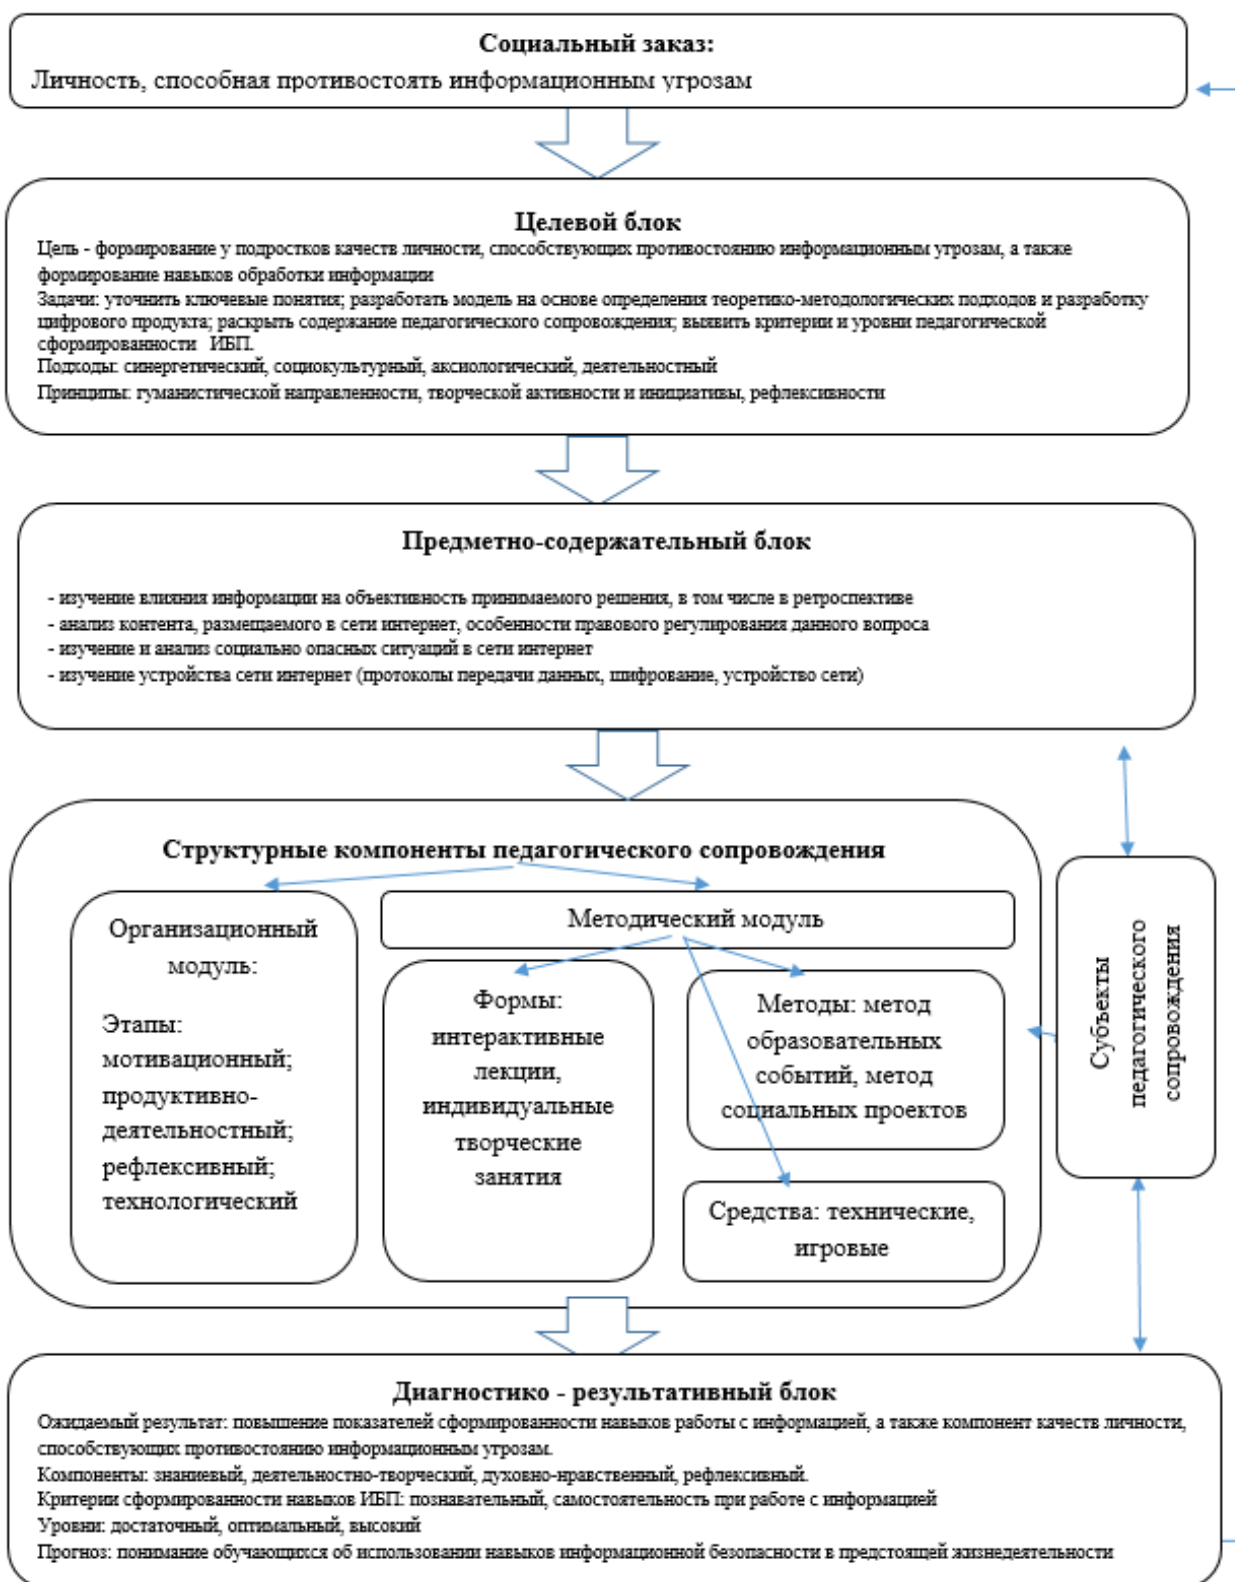 Социальный заказ:
Личность, способная противостоять информационным угрозам
Целевой блок
Цель - формирование у подростков качеств личности, способствующих противостоянию информационным угрозам, а также
формирование навыков обработки информации
Задачи: уточнить ключевые понятия; разработать модель на основе определения теоретико-методологических подходов и разработку
цифрового продукта; раскрыть содержание педагогического сопровождения; выявить критерии и уровни педагогической
сформированности ИБП.
Подходы: синергетический, социокультурный, аксиологический, деятельностный
Принципы: гуманистической направленности, творческой активности и инициативы, рефлексивности
Предметно-содержательный блок
- изучение влияния информации на объективность принимаемого решения, в том числе в ретроспективе
- анализ контента, размещаемого в сети интернет, особенности правового регулирования данного вопроса
- изучение и анализ социально опасных ситуаций в сети интернет
- изучение устройства сети интернет (протоколы передачи данных, шифрование, устройство сети)
Структурные компоненты педагогического сопровождения
Организационный
модуль:
Этапы:
мотивационный;
продуктивно-
деятельностный;
рефлексивный;
технологический
Методический модуль
Формы:
интерактивные
лекции,
индивидуальные
творческие
занятия
Методы: метод
образовательных
событий, метод
социальных проектов
Средства: технические,
игровые
Субъекты
педагогического
сопровождения
Диагностико - результативный блок
Ожидаемый результат: повышение показателей сформированности навыков работы с информацией, а также компонент качеств личности,
способствующих противостоянию информационным угрозам.
Компоненты: знаниевый, деятельностно-творческий, духовно-нравственный, рефлексивный.
Критерии сформированности навыков ИБП: познавательный, самостоятельность при работе с информацией
Уровни: достаточный, оптимальный, высокий
Прогноз: понимание обучающихся об использовании навыков информационной безопасности в предстоящей жизнедеятельности